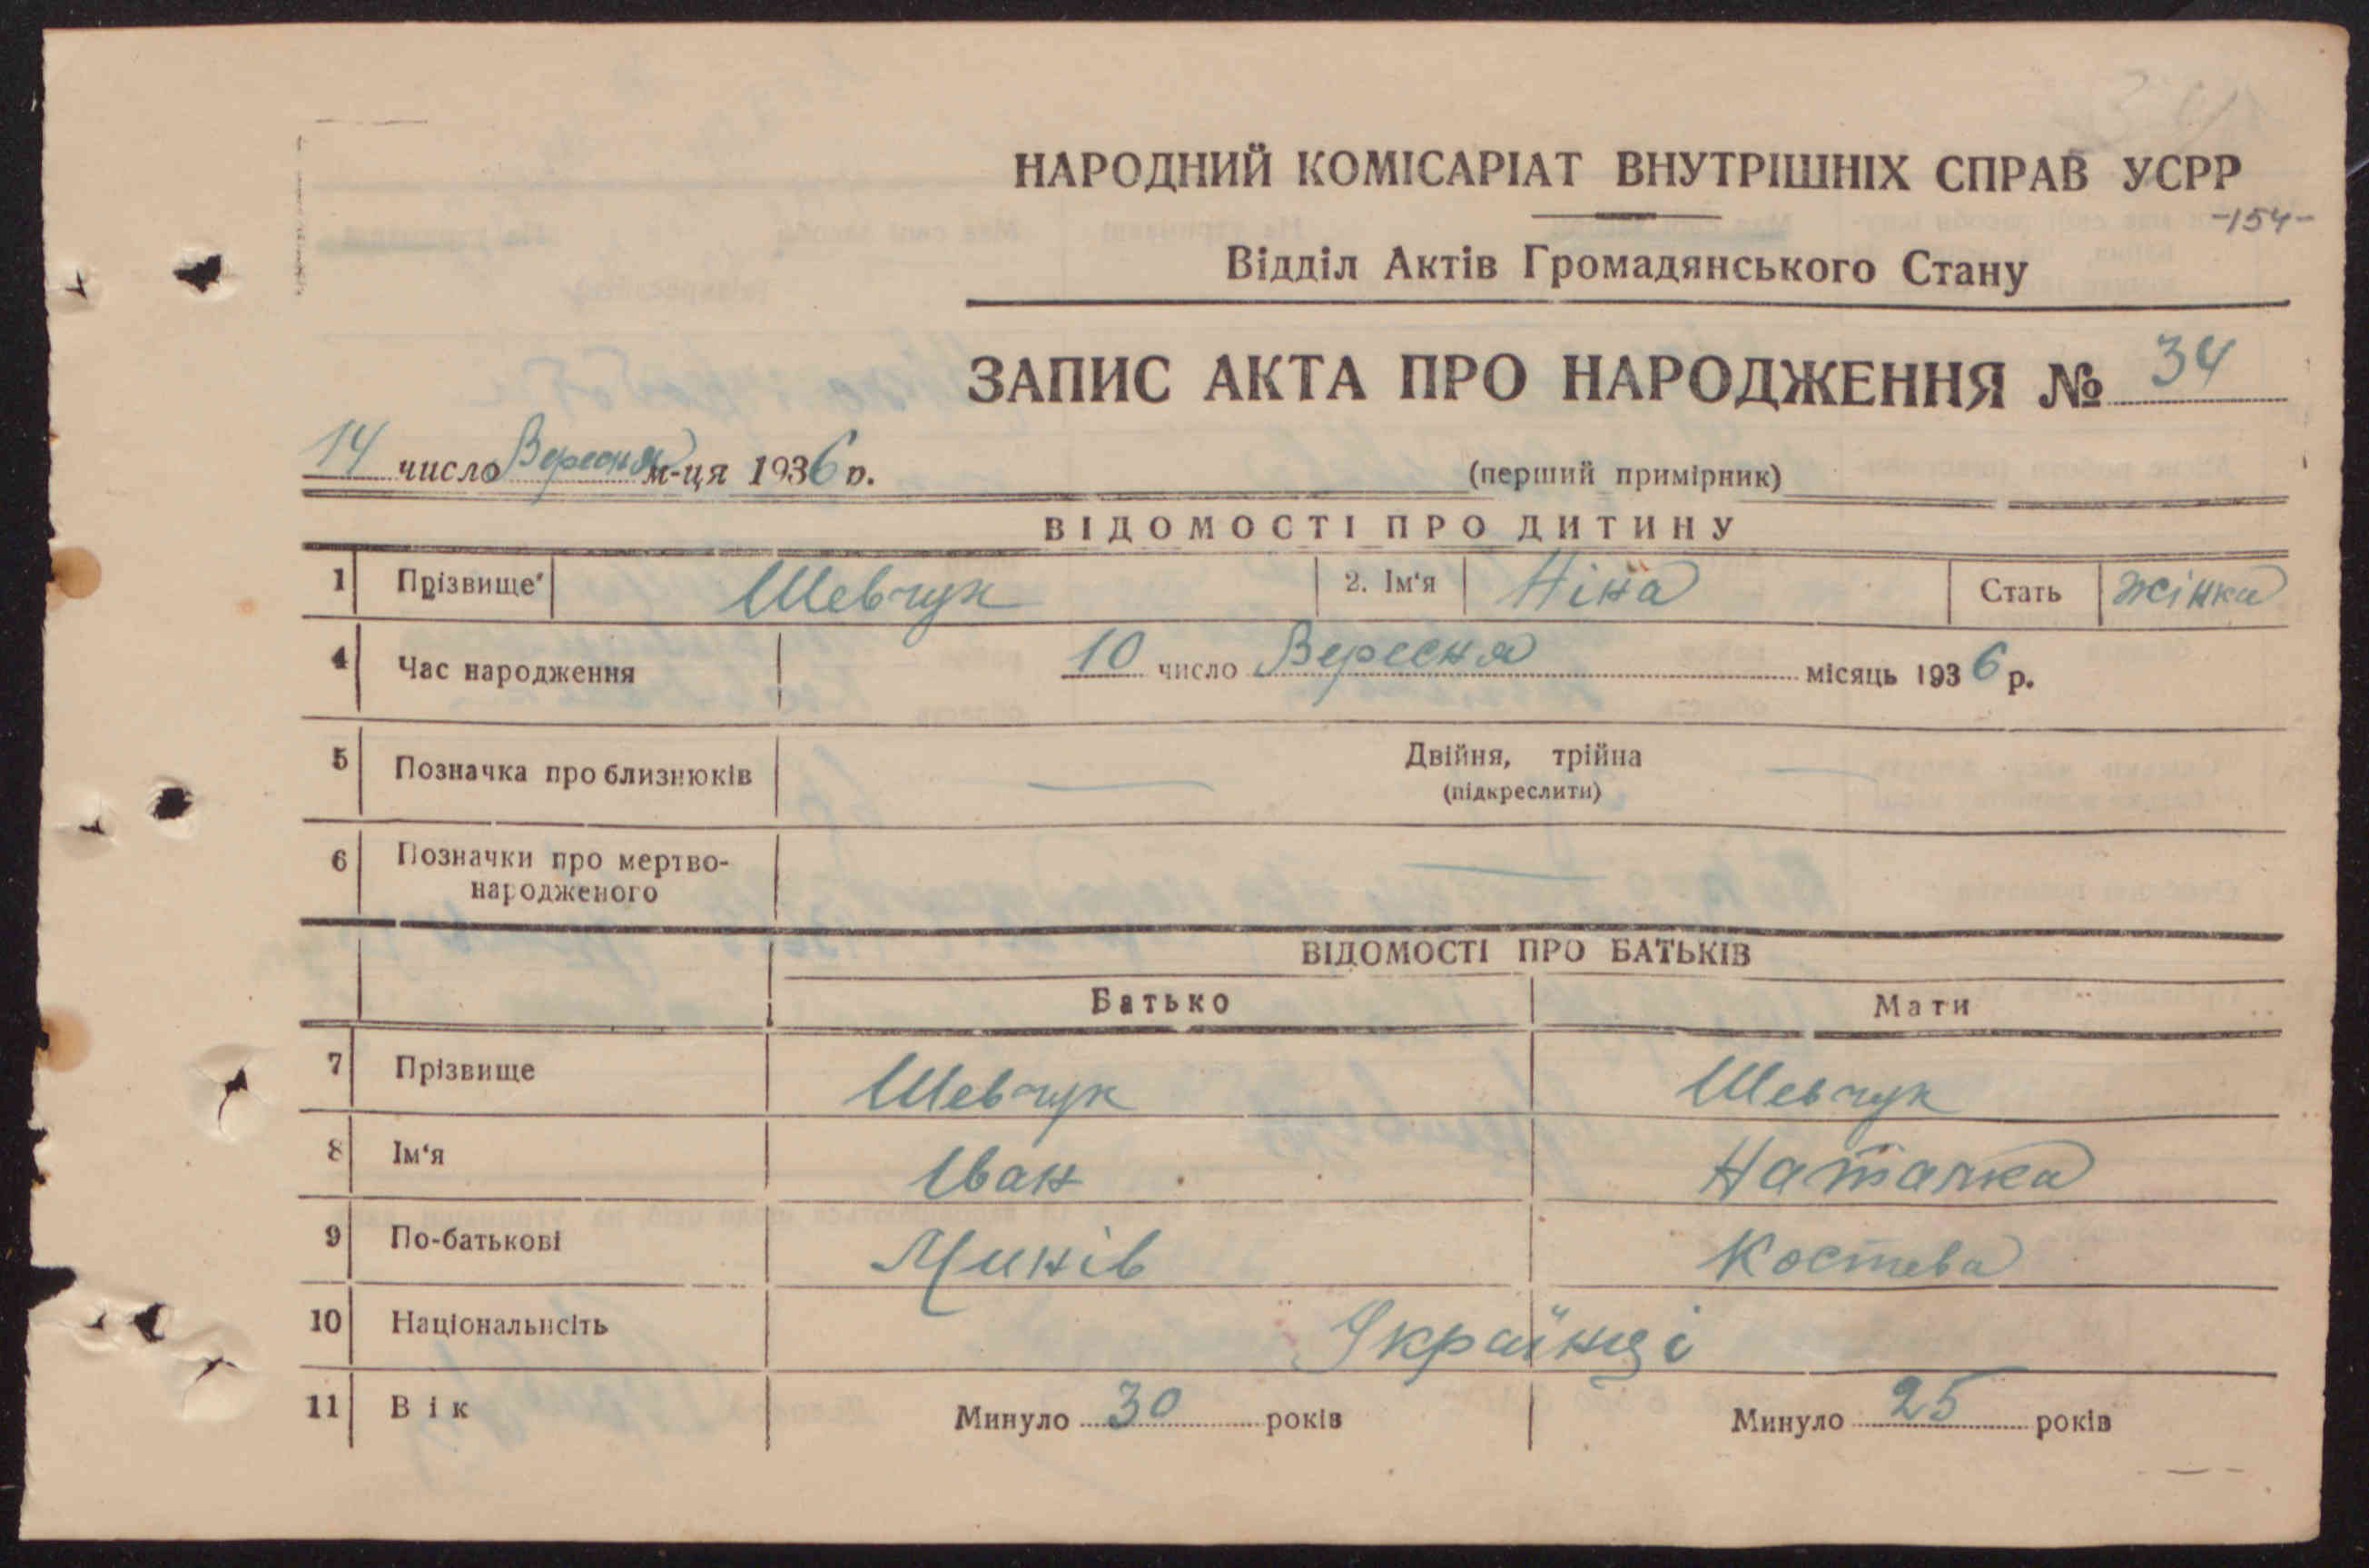 НАРОДНИЙ КОМІСАРІАТ ВНУТРІШНІХ СПРАВ УСРР
-154-
Відділ Актів Громадянського Стану
ЗАПИС АКТА ПРО НАРОДЖЕННЯ № 34
14 число Вересня м-ця 1936 р.
(перший примірник)
ВІДОМОСТІ ПРО ДИТИНУ
1 Прізвище Шевчук 2. Ім'я Ніна Стать жінка
4 Час народження 10 число Вересня місяць 1936 р.
5 Позначка про близнюків — Двійня, трійна —
(підкреслити)
6 Позначки про мертво-
народженого —
ВІДОМОСТІ ПРО БАТЬКІВ
Батько Мати
7 Прізвище Шевчук Шевчук
8 Ім'я Іван Наталка
9 По-батькові Минів Костева
10 Національнсіть Українці
11 Вік Минуло 30 років Минуло 25 років